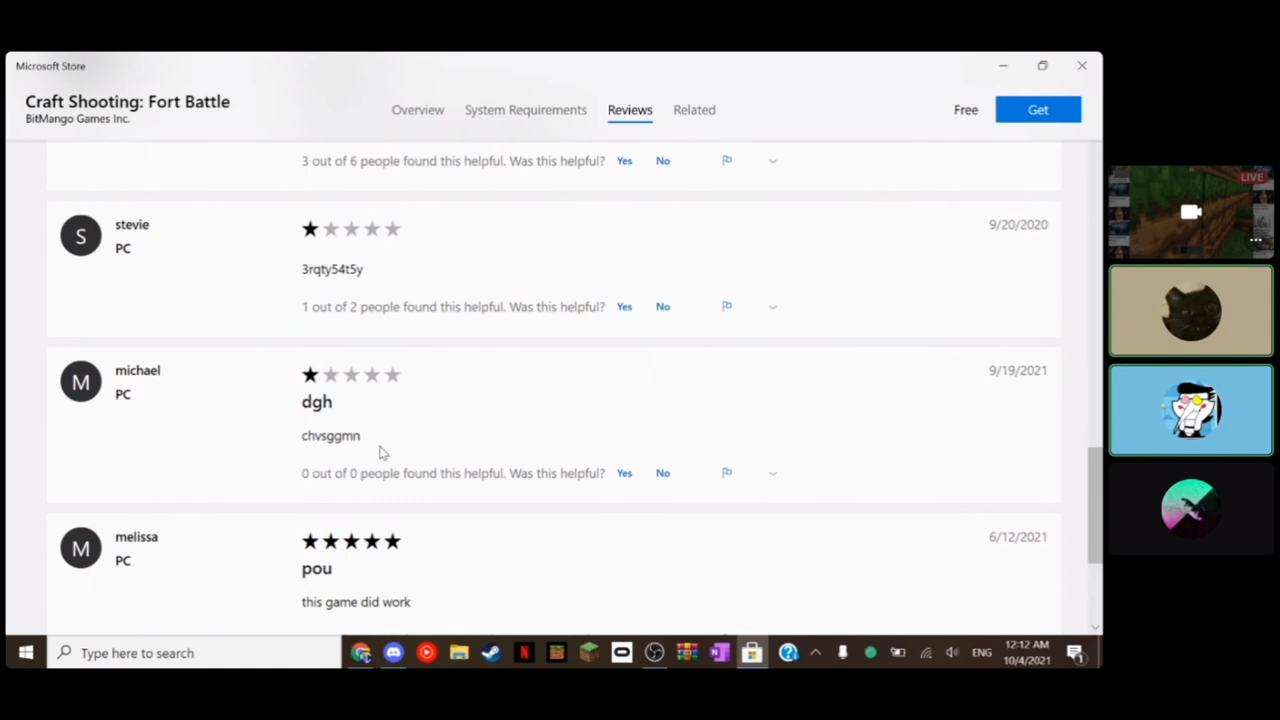 Microsoft Store
Craft Shooting: Fort Battle
BitMango Games Inc.
Overview System Requirements Reviews Related
Free Get
3 out of 6 people found this helpful. Was this helpful? Yes No
LIVE
S stevie 9/20/2020
PC
3rqty54t5y
1 out of 2 people found this helpful. Was this helpful? Yes No
M michael 9/19/2021
PC
dgh
chvsggmn
0 out of 0 people found this helpful. Was this helpful? Yes No
M melissa 6/12/2021
PC
pou
this game did work
Type here to search
N
N
ENG
12:12 AM
10/4/2021
1